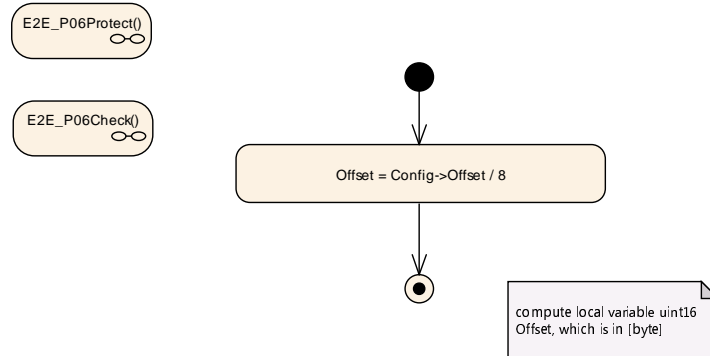 E2E_P06Protect()
E2E_P06Check()
Offset = Config->Offset / 8
compute local variable uint16
Offset, which is in [byte]